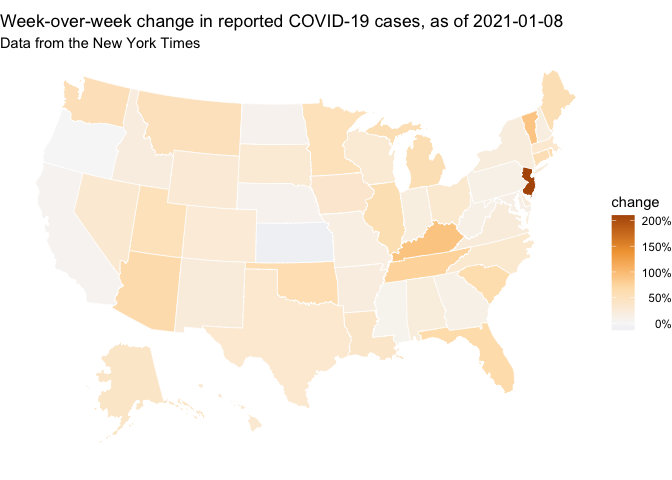 Week-over-week change in reported COVID-19 cases, as of 2021-01-08
Data from the New York Times
change
200%
150%
100%
50%
0%